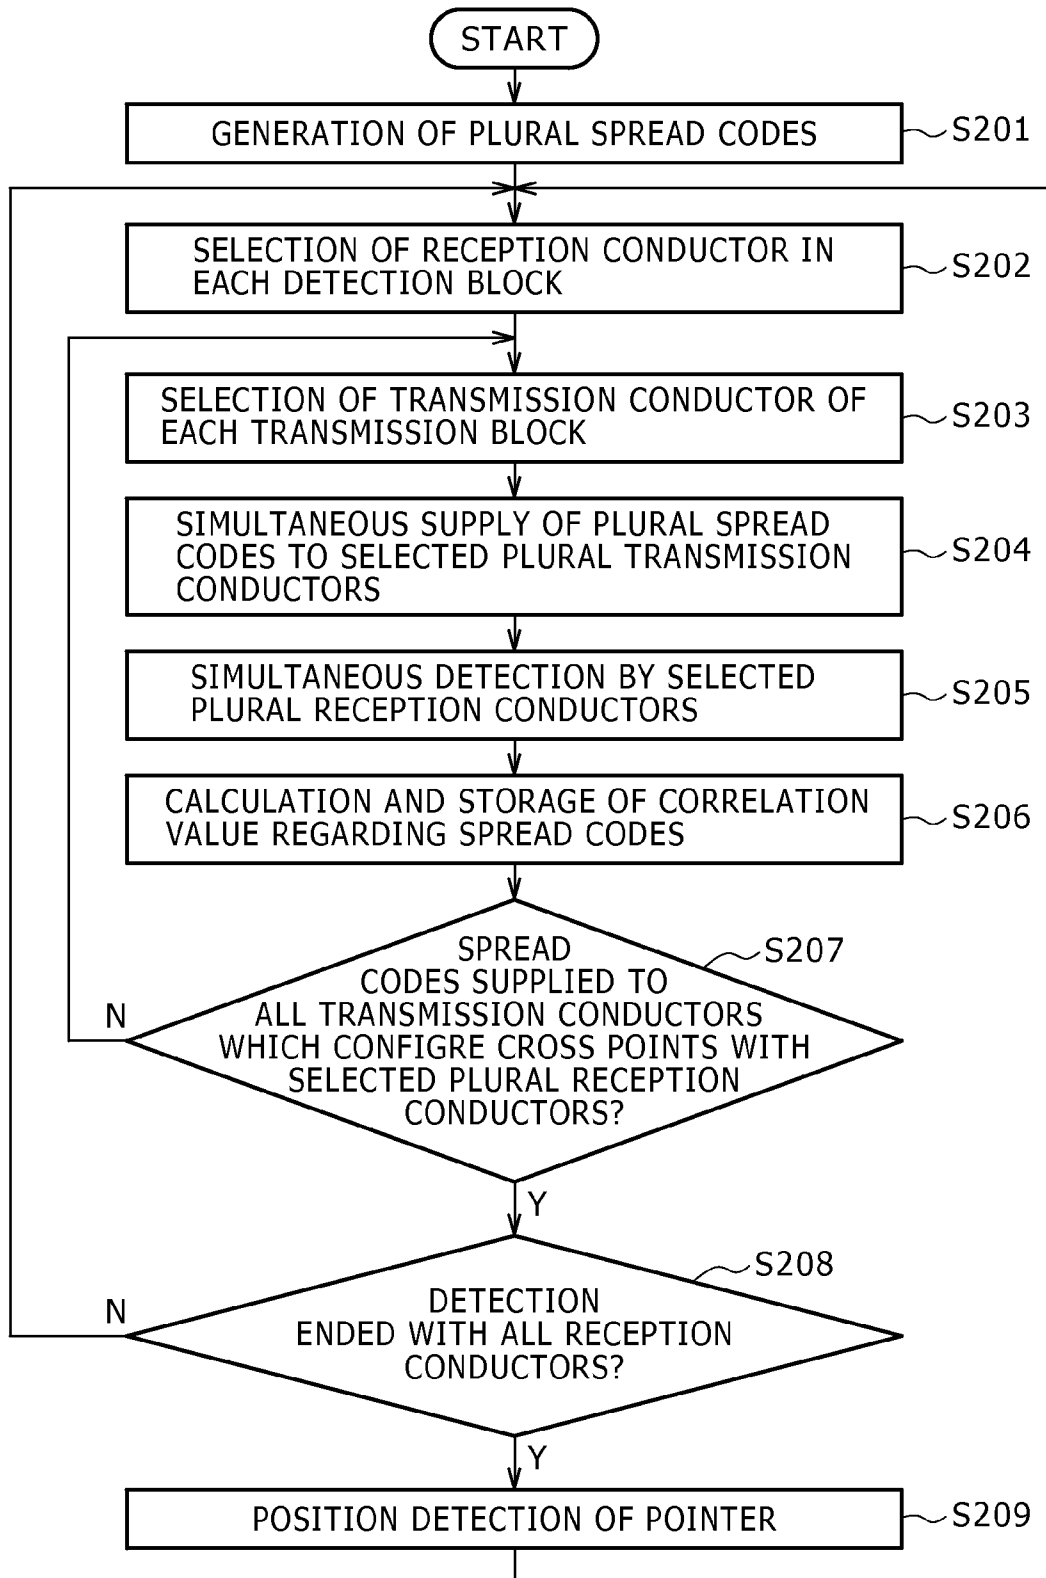 START
GENERATION OF PLURAL SPREAD CODES
S201
SELECTION OF RECEPTION CONDUCTOR IN
EACH DETECTION BLOCK
S202
SELECTION OF TRANSMISSION CONDUCTOR OF
EACH TRANSMISSION BLOCK
S203
SIMULTANEOUS SUPPLY OF PLURAL SPREAD
CODES TO SELECTED PLURAL TRANSMISSION
CONDUCTORS
S204
SIMULTANEOUS DETECTION BY SELECTED
PLURAL RECEPTION CONDUCTORS
S205
CALCULATION AND STORAGE OF CORRELATION
VALUE REGARDING SPREAD CODES
S206
SPREAD
CODES SUPPLIED TO
ALL TRANSMISSION CONDUCTORS
WHICH CONFIGRE CROSS POINTS WITH
SELECTED PLURAL RECEPTION
CONDUCTORS?
S207
N
Y
DETECTION
ENDED WITH ALL RECEPTION
CONDUCTORS?
S208
N
Y
POSITION DETECTION OF POINTER
S209